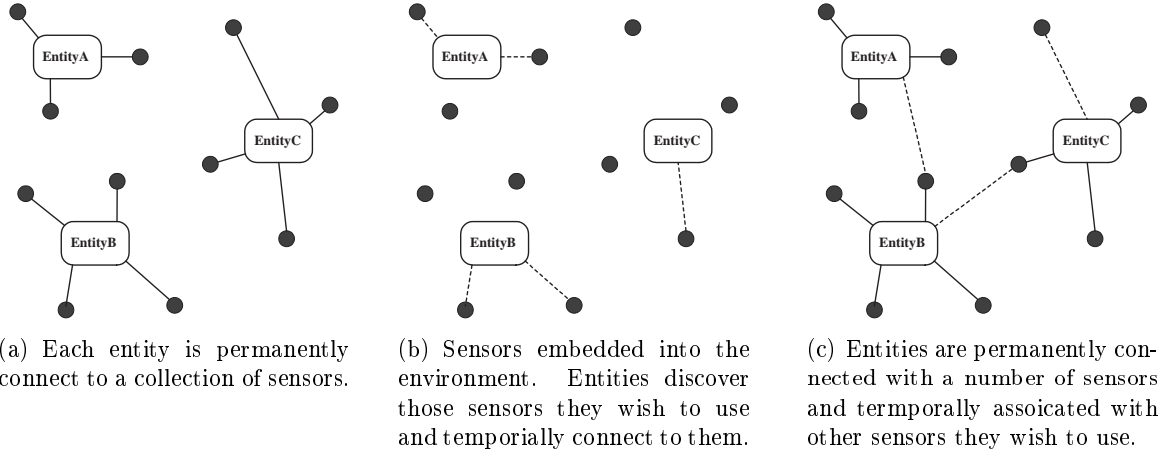 EntityA
EntityC
EntityB
EntityA
EntityC
EntityB
EntityA
EntityC
EntityB
(a) Each entity is permanently
connect to a collection of sensors.
(b) Sensors embedded into the
environment. Entities discover
those sensors they wish to use
and temporially connect to them.
(c) Entities are permanently con-
nected with a number of sensors
and termporally assoicated with
other sensors they wish to use.